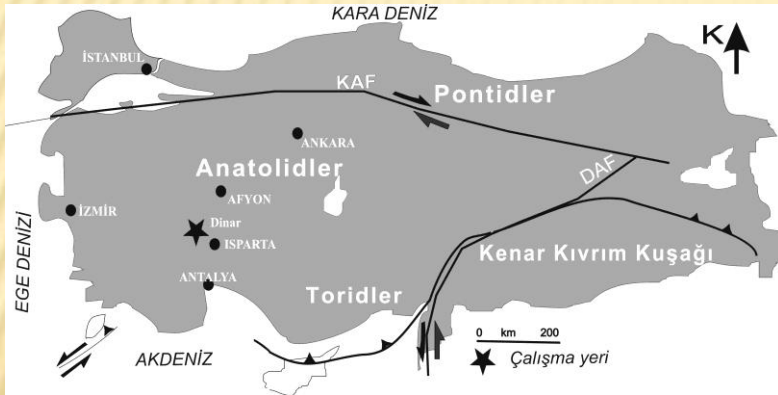 KARA DENİZ
İSTANBUL
K
KAF
Pontidler
ANKARA
Anatolidler
DAF
AFYON
İZMİR
Dinar
ISPARTA
EGE DENİZİ
Kenar Kıvrım Kuşağı
ANTALYA
Toridler
0 km 200
AKDENİZ
Çalışma yeri